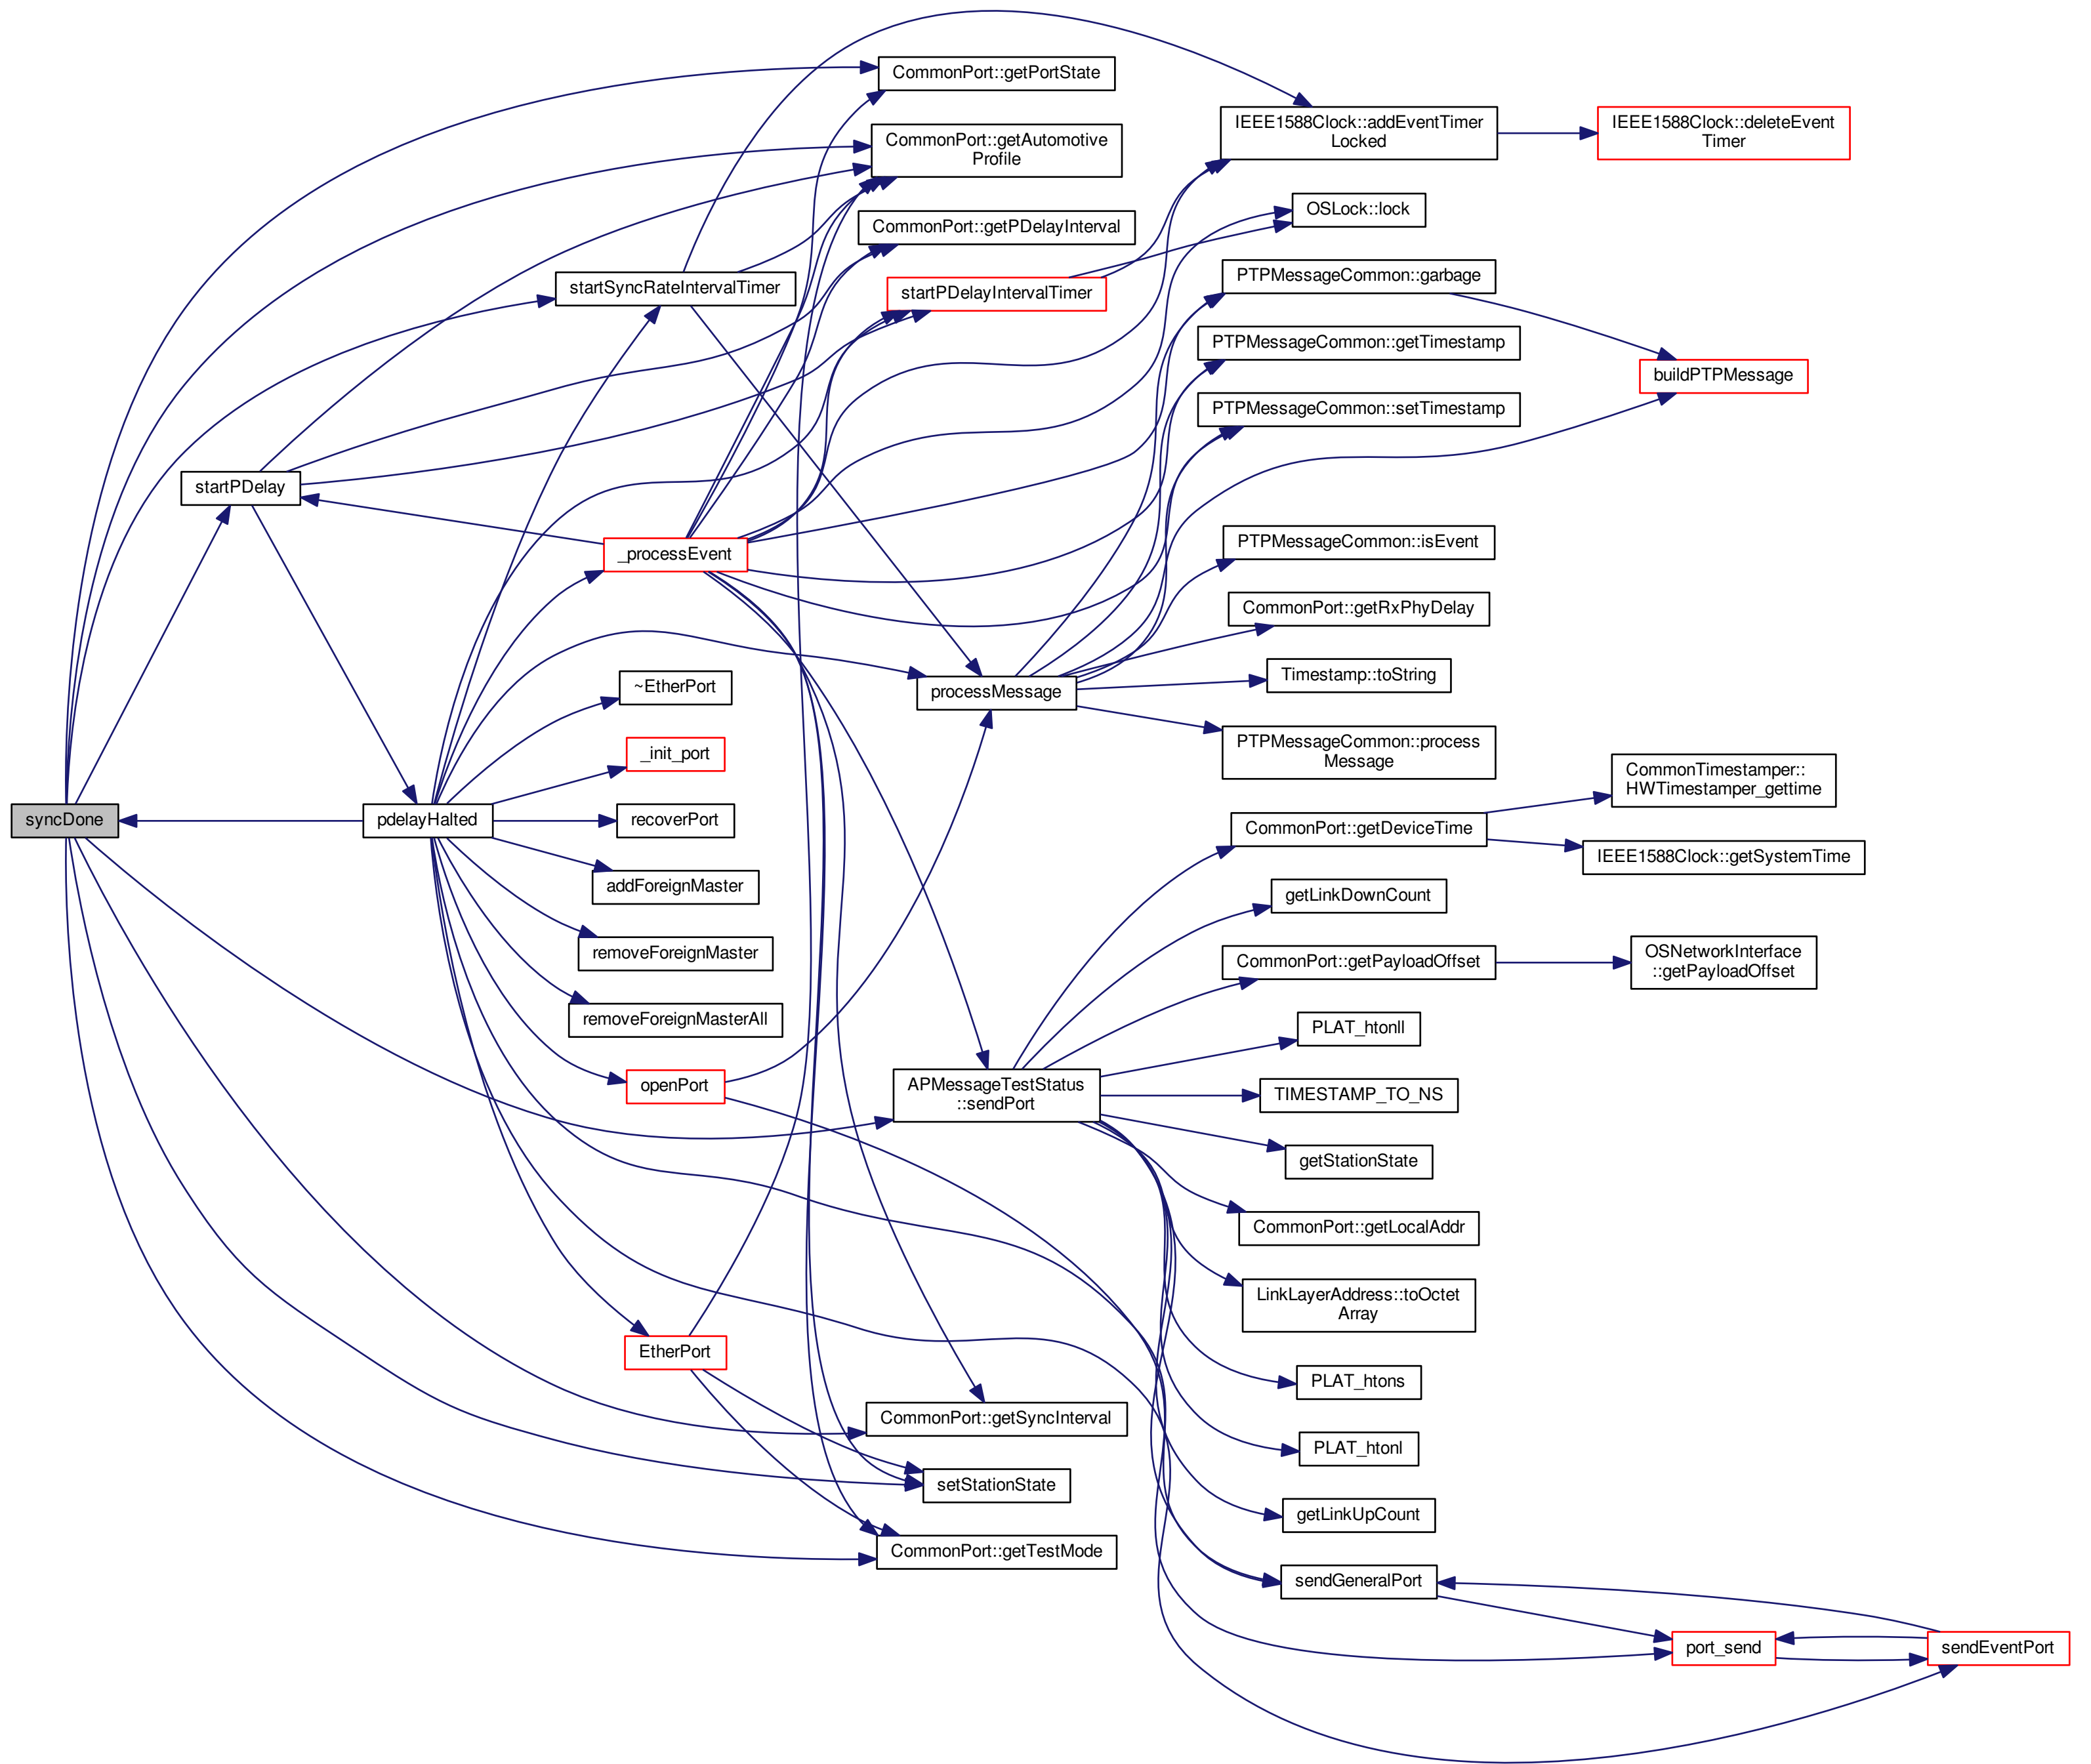 CommonPort::getPortState
CommonPort::getAutomotive
Profile
IEEE1588Clock::addEventTimer
Locked
IEEE1588Clock::deleteEvent
Timer
OSLock::lock
CommonPort::getPDelayInterval
startSyncRateIntervalTimer
startPDelayIntervalTimer
PTPMessageCommon::garbage
PTPMessageCommon::getTimestamp
buildPTPMessage
PTPMessageCommon::setTimestamp
startPDelay
_processEvent
PTPMessageCommon::isEvent
CommonPort::getRxPhyDelay
~EtherPort
processMessage
Timestamp::toString
_init_port
PTPMessageCommon::process
Message
CommonTimestamper::
HWTimestamper_gettime
syncDone
pdelayHalted
recoverPort
CommonPort::getDeviceTime
IEEE1588Clock::getSystemTime
addForeignMaster
getLinkDownCount
removeForeignMaster
CommonPort::getPayloadOffset
OSNetworkInterface
::getPayloadOffset
removeForeignMasterAll
PLAT_htonll
openPort
APMessageTestStatus
::sendPort
TIMESTAMP_TO_NS
getStationState
CommonPort::getLocalAddr
LinkLayerAddress::toOctet
Array
EtherPort
PLAT_htons
CommonPort::getSyncInterval
PLAT_htonl
setStationState
getLinkUpCount
CommonPort::getTestMode
sendGeneralPort
port_send
sendEventPort